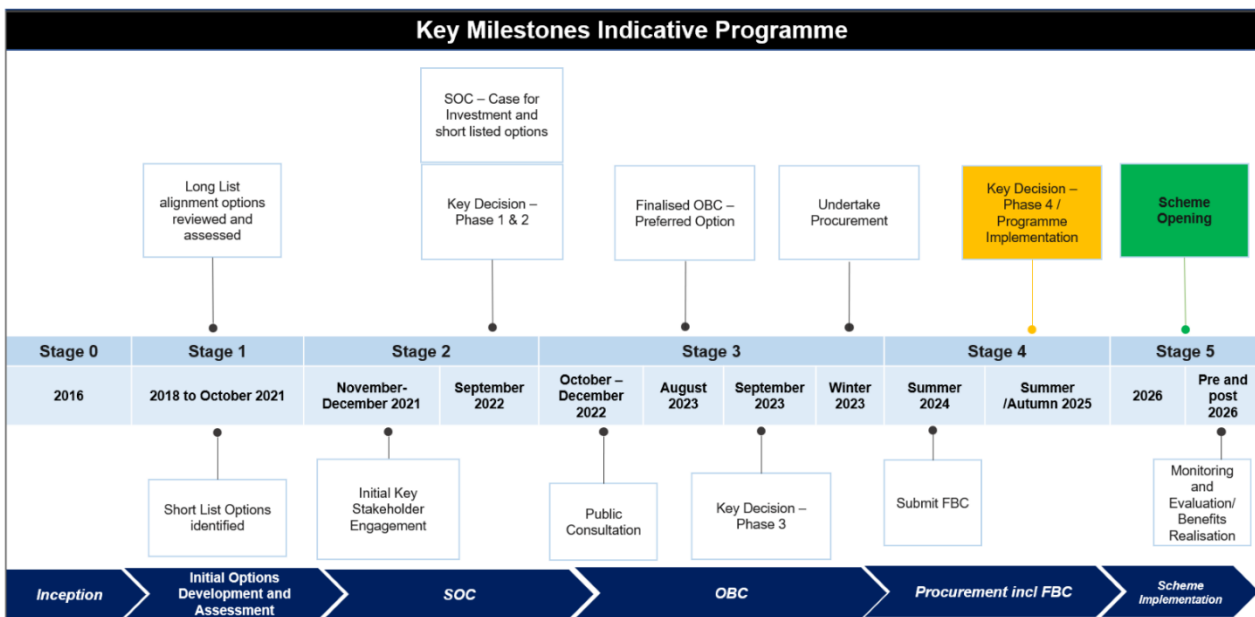 Key Milestones Indicative Programme
SOC – Case for
Investment and
short listed options
Long List
alignment options
reviewed and
assessed
Key Decision –
Phase 1 & 2
Finalised OBC –
Preferred Option
Undertake
Procurement
Key Decision –
Phase 4 /
Programme
Implementation
Scheme
Opening
Stage 0
Stage 1
Stage 2
Stage 3
Stage 4
Stage 5
2016
2018 to October 2021
November-
December 2021
September
2022
October –
December
2022
August
2023
September
2023
Winter
2023
Summer
2024
Summer
/Autumn 2025
2026
Pre and
post
2026
Short List Options
identified
Initial Key
Stakeholder
Engagement
Public
Consultation
Key Decision –
Phase 3
Submit FBC
Monitoring
and
Evaluation/
Benefits
Realisation
Inception
Initial Options
Development and
Assessment
SOC
OBC
Procurement incl FBC
Scheme
Implementation